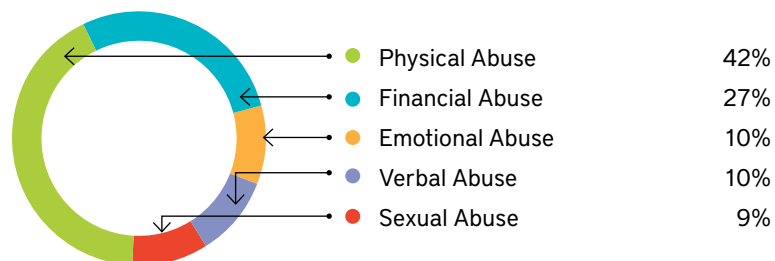 Physical Abuse 42%
Financial Abuse 27%
Emotional Abuse 10%
Verbal Abuse 10%
Sexual Abuse 9%